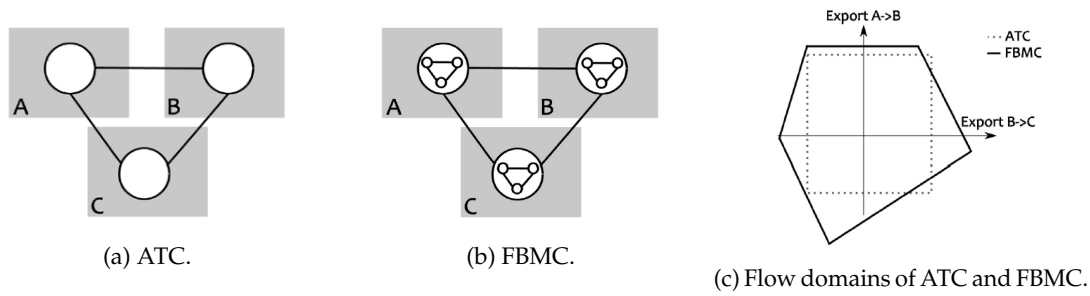 A
B
C
(a) ATC.
A
B
C
(b) FBMC.
Export A->B
ATC
FBMC
Export B->C
(c) Flow domains of ATC and FBMC.